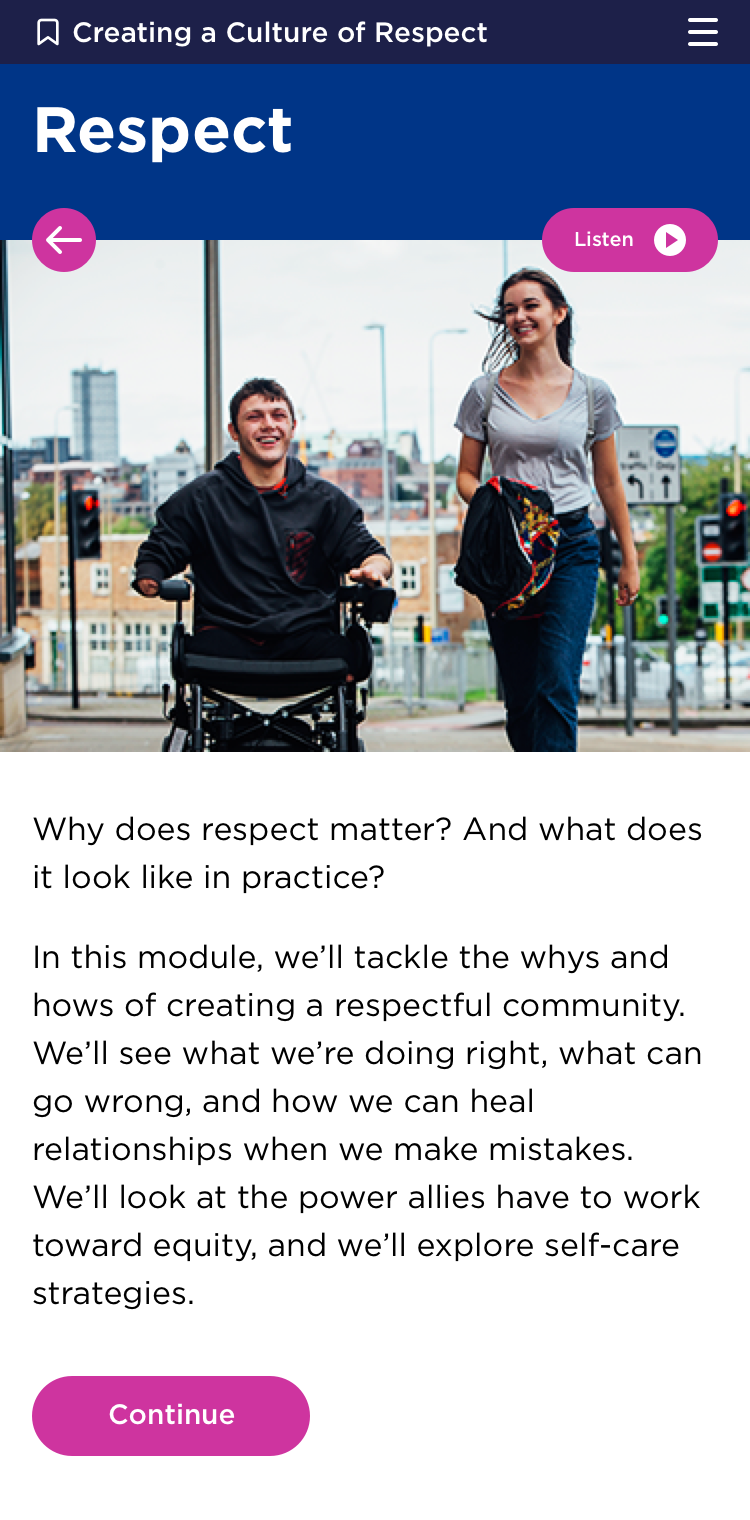 Creating a Culture of Respect
Respect
Listen
All
traffic
Only
Why does respect matter? And what does
it look like in practice?
In this module, we’ll tackle the whys and
hows of creating a respectful community.
We’ll see what we’re doing right, what can
go wrong, and how we can heal
relationships when we make mistakes.
We’ll look at the power allies have to work
toward equity, and we’ll explore self-care
strategies.
Continue